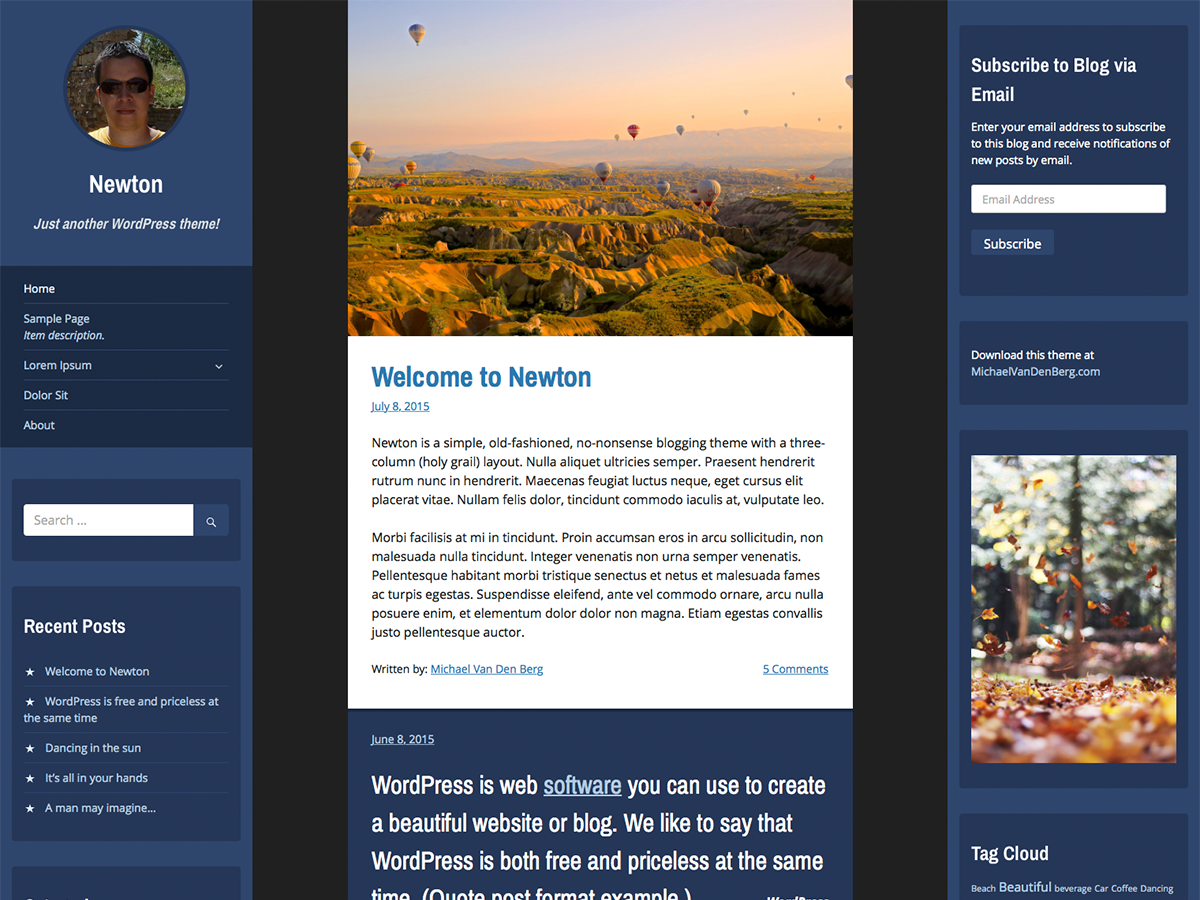 Newton
Just another WordPress theme!
Home
Sample Page
Item description.
Lorem Ipsum
Dolor Sit
About
Search ...
Recent Posts
★ Welcome to Newton
★ WordPress is free and priceless at
the same time
★ Dancing in the sun
★ It's all in your hands
★ A man may imagine...
Welcome to Newton
July 8, 2015
Newton is a simple, old-fashioned, no-nonsense blogging theme with a three-
column (holy grail) layout. Nulla aliquet ultricies semper. Praesent hendrerit
rutrum nunc in hendrerit. Maecenas feugiat luctus neque, eget cursus elit
placerat vitae. Nullam felis dolor, tincidunt commodo iaculis at, vulputate leo.
Morbi facilisis at mi in tincidunt. Proin accumsan eros in arcu sollicitudin, non
malesuada nulla tincidunt. Integer venenatis non urna semper venenatis.
Pellentesque habitant morbi tristique senectus et netus et malesuada fames
ac turpis egestas. Suspendisse eleifend, ante vel commodo ornare, arcu nulla
posuere enim, et elementum dolor dolor non magna. Etiam egestas convallis
justo pellentesque auctor.
Written by: Michael Van Den Berg
5 Comments
June 8, 2015
WordPress is web software you can use to create
a beautiful website or blog. We like to say that
WordPress is both free and priceless at the same
time. (Quote post format example.)
WordPress
Subscribe to Blog via
Email
Enter your email address to subscribe
to this blog and receive notifications of
new posts by email.
Email Address
Subscribe
Download this theme at
MichaelVanDenBerg.com
Tag Cloud
Beach Beautiful beverage Car Coffee Dancing